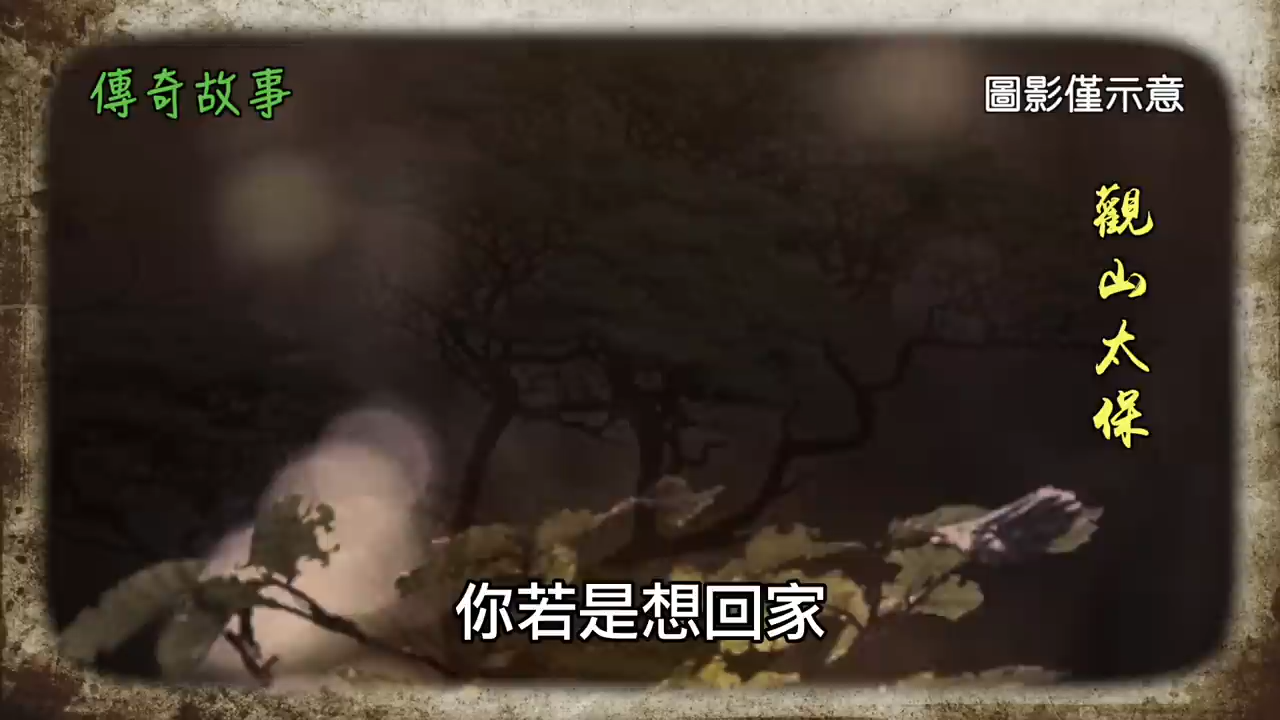 傳奇故事
圖影僅示意
觀山太保
你若是想回家